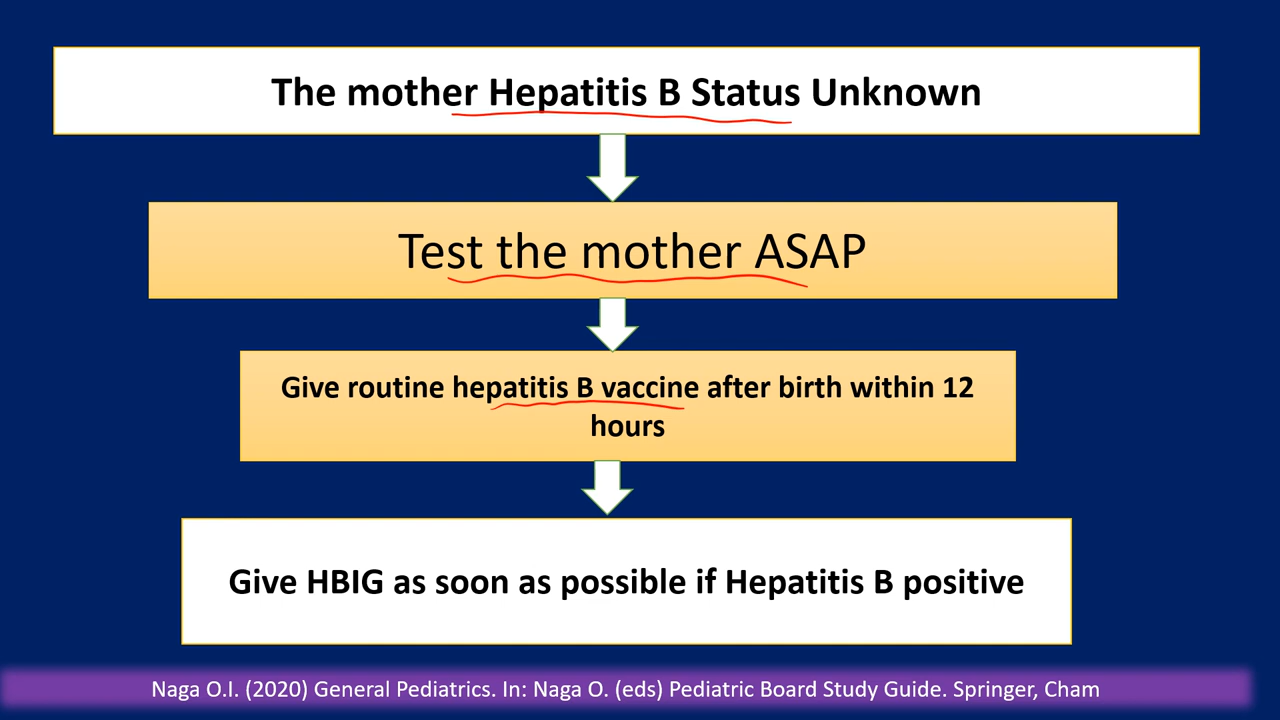 The mother Hepatitis B Status Unknown
Test the mother ASAP
Give routine hepatitis B vaccine after birth within 12
hours
Give HBIG as soon as possible if Hepatitis B positive
Naga O.I. (2020) General Pediatrics. In: Naga O. (eds) Pediatric Board Study Guide. Springer, Cham